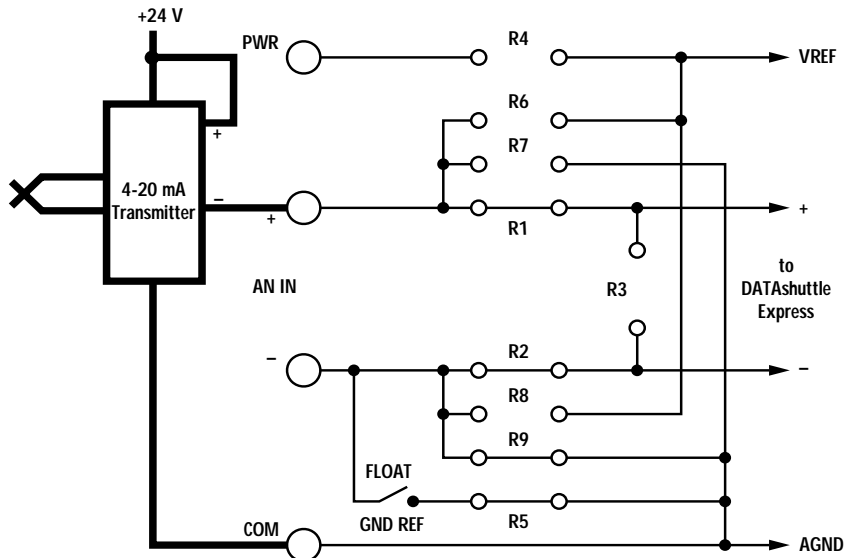 +24 V
PWR
R4
VREF
R6
+
R7
4-20 mA
Transmitter
–
+
R1
+
AN IN
R3
to
DATAshuttle
Express
–
R2
–
R8
R9
FLOAT
GND REF
R5
COM
AGND